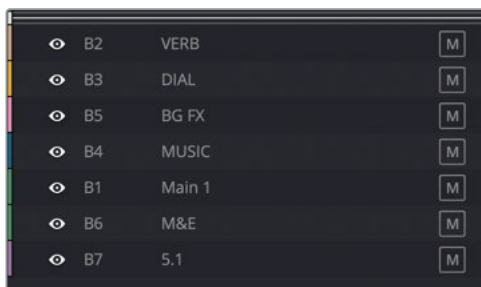 B2 VERB M
B3 DIAL M
B5 BG FX M
B4 MUSIC M
B1 Main 1 M
B6 M&E M
B7 5.1 M